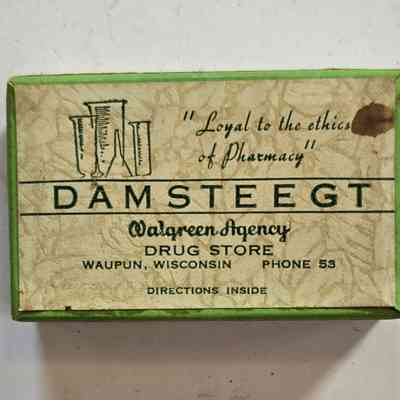 "Loyal to the ethics
of Pharmacy"
DAMSTEEGT
Walgreen Agency
DRUG STORE
WAUPUN, WISCONSIN PHONE 53
DIRECTIONS INSIDE